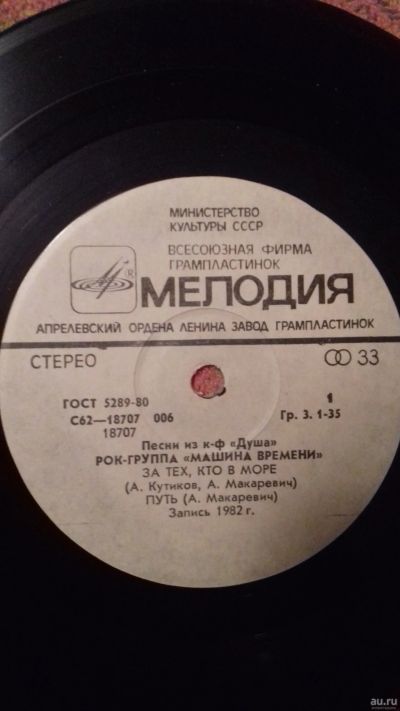 МИНИСТЕРСТВО
КУЛЬТУРЫ СССР
ВСЕСОЮЗНАЯ ФИРМА
ГРАМПЛАСТИНОК
®
МЕЛОДИЯ
АПРЕЛЕВСКИЙ ОРДЕНА ЛЕНИНА ЗАВОД ГРАМПЛАСТИНОК
СТЕРЕО 33
ГОСТ 5289-80 1
С62—18707 006 Гр. 3. 1-35
18707
Песни из к-ф «Душа»
РОК-ГРУППА «МАШИНА ВРЕМЕНИ»
ЗА ТЕХ, КТО В МОРЕ
(А. Кутиков, А. Макаревич)
ПУТЬ (А. Макаревич)
Запись 1982 г.
au.ru